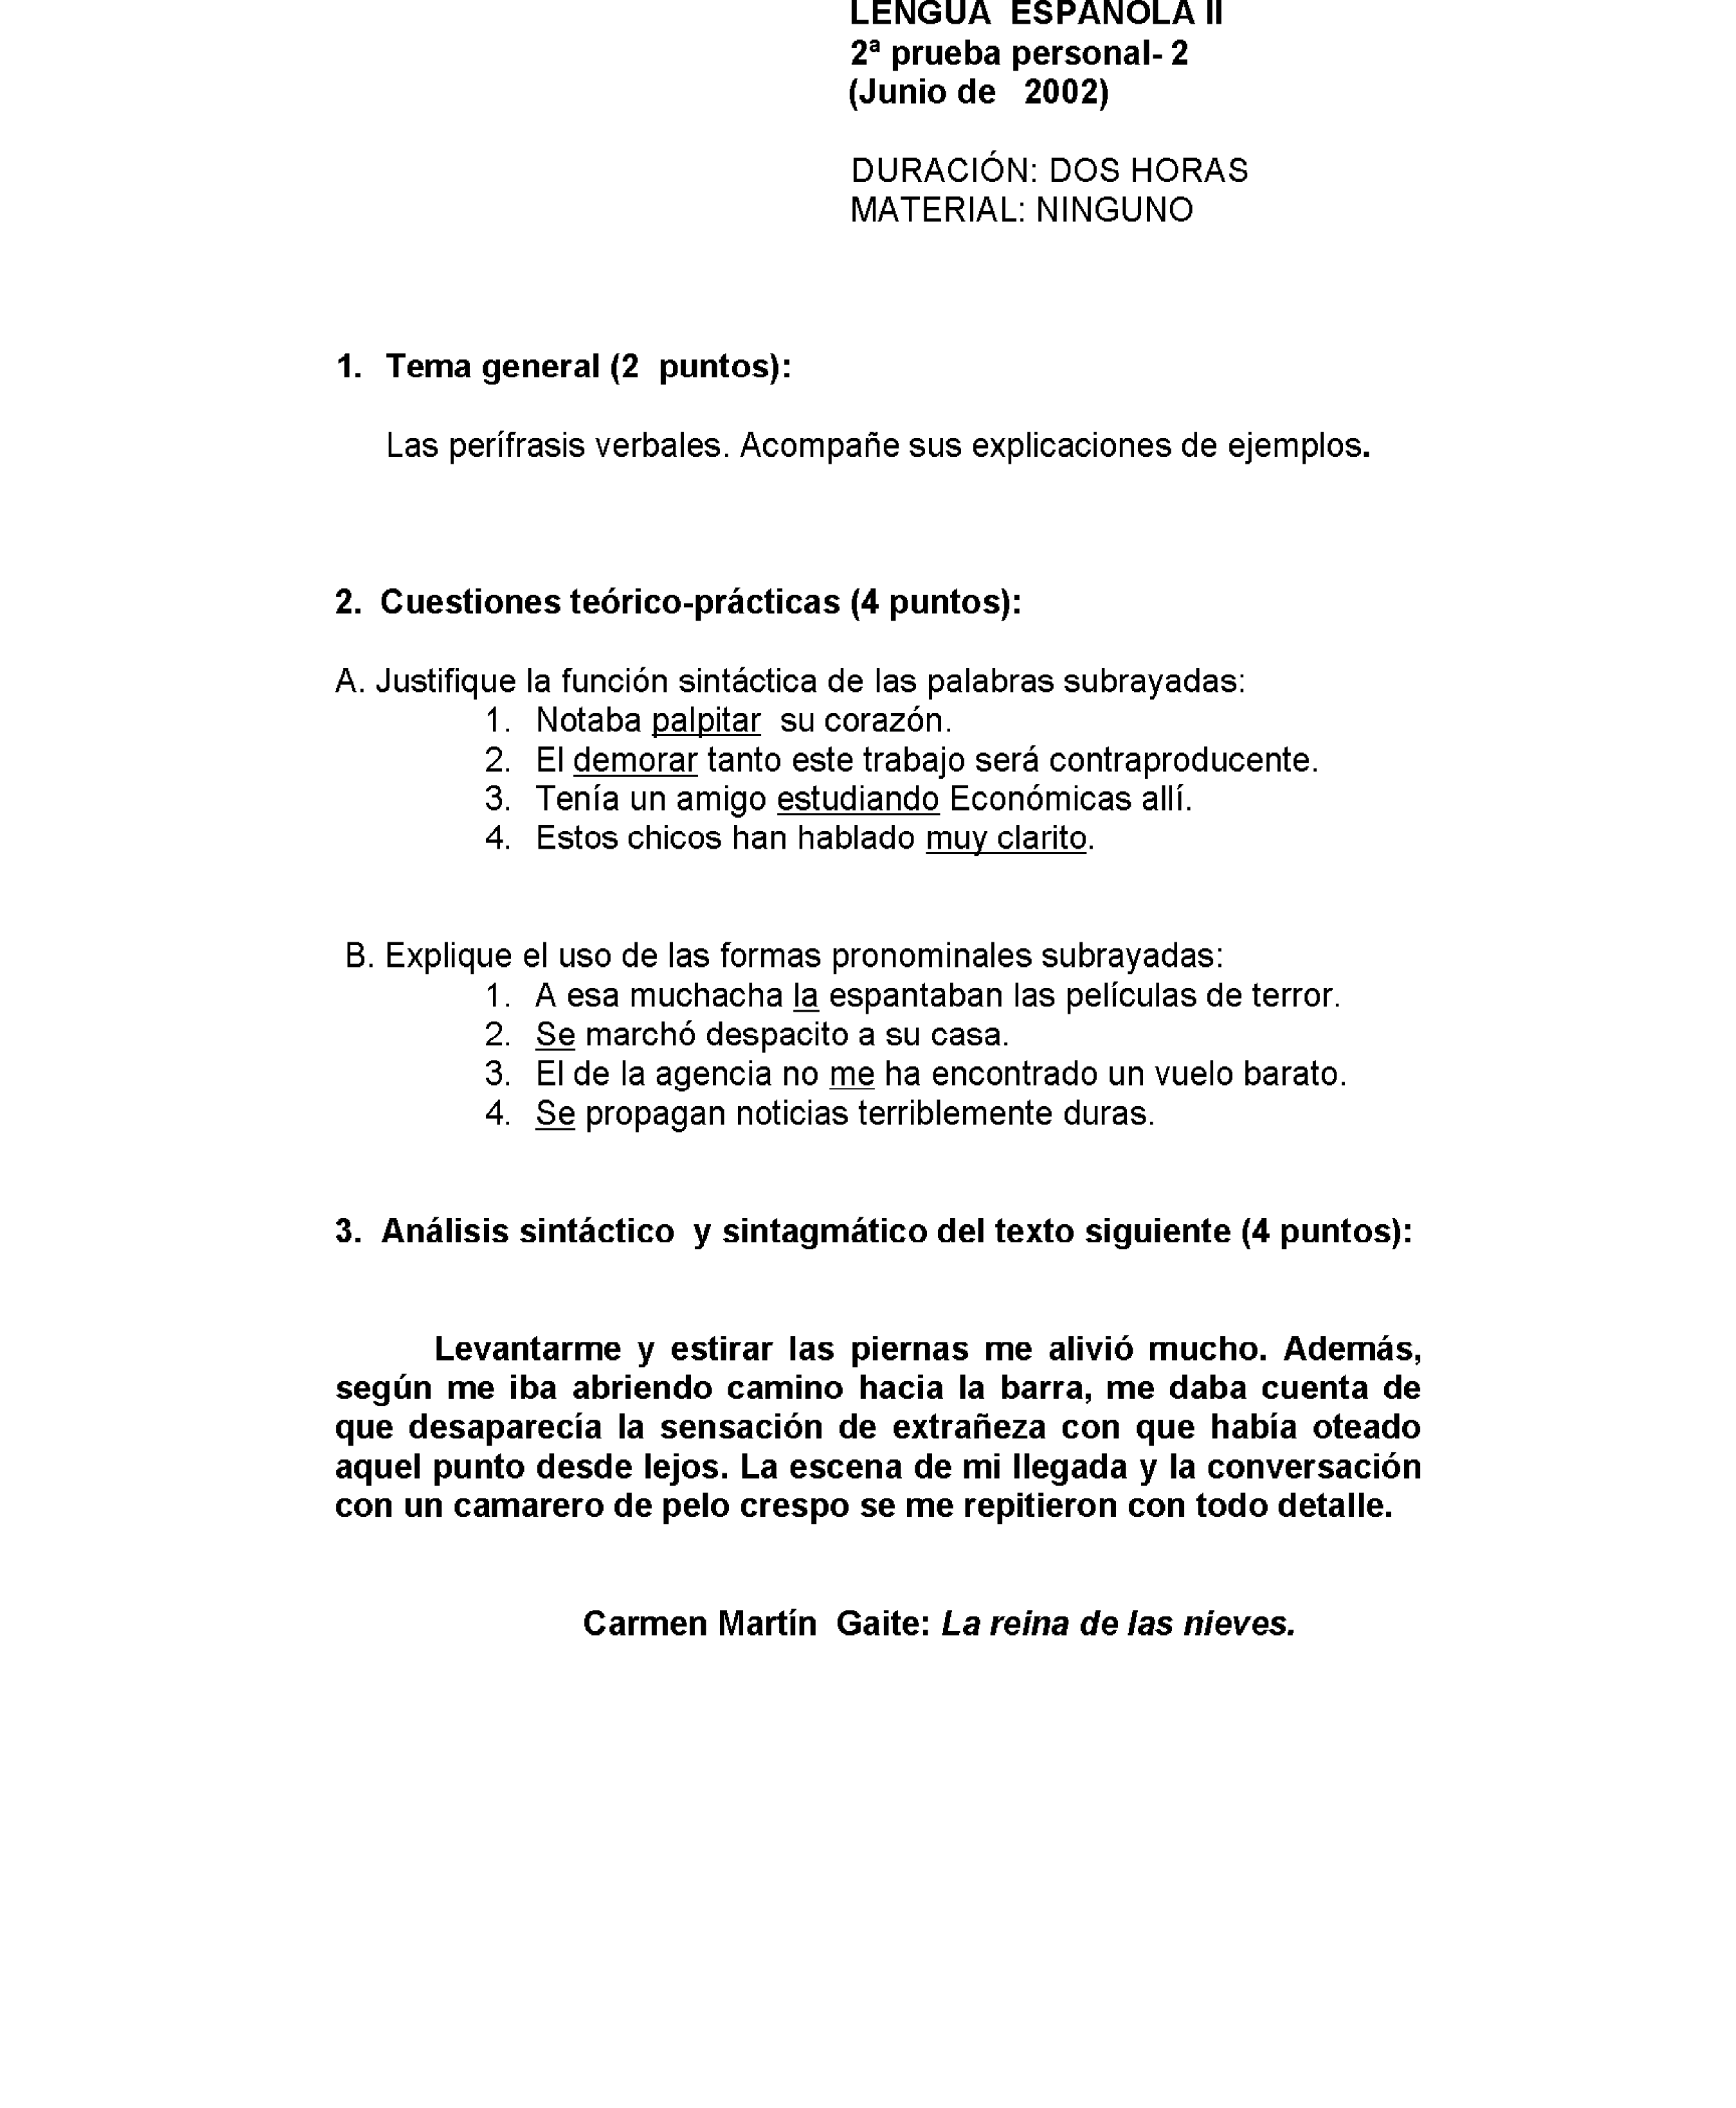 LENGUA ESPAÑOLA II
2ª prueba personal- 2
(Junio de 2002)
DURACIÓN: DOS HORAS
MATERIAL: NINGUNO
1. Tema general (2 puntos):
Las perífrasis verbales. Acompañe sus explicaciones de ejemplos.
2. Cuestiones teórico-prácticas (4 puntos):
A. Justifique la función sintáctica de las palabras subrayadas:
1. Notaba palpitar su corazón.
2. El demorar tanto este trabajo será contraproducente.
3. Tenía un amigo estudiando Económicas allí.
4. Estos chicos han hablado muy clarito.
B. Explique el uso de las formas pronominales subrayadas:
1. A esa muchacha la espantaban las películas de terror.
2. Se marchó despacito a su casa.
3. El de la agencia no me ha encontrado un vuelo barato.
4. Se propagan noticias terriblemente duras.
3. Análisis sintáctico y sintagmático del texto siguiente (4 puntos):
Levantarme y estirar las piernas me alivió mucho. Además,
según me iba abriendo camino hacia la barra, me daba cuenta de
que desaparecía la sensación de extrañeza con que había oteado
aquel punto desde lejos. La escena de mi llegada y la conversación
con un camarero de pelo crespo se me repitieron con todo detalle.
Carmen Martín Gaite: La reina de las nieves.